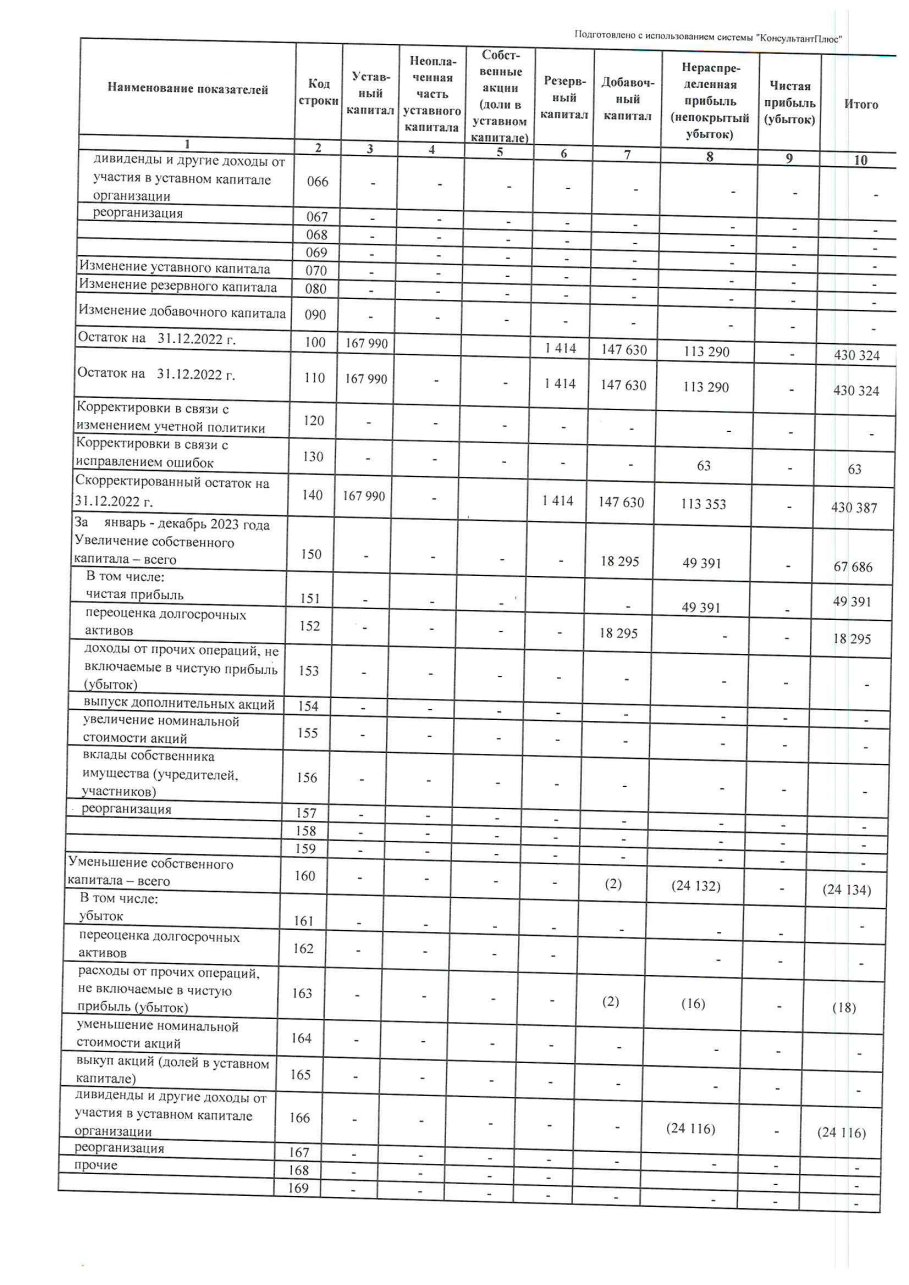 Подготовлено с использованием системы "КонсультантПлюс"
Наименование показателей | Код строки | Устав-ный капитал | Неопла-ченная часть уставного капитала | Собст-венные акции (доли в уставном капитале) | Резерв-ный капитал | Добавоч-ный капитал | Нераспре-деленная прибыль (непокрытый убыток) | Чистая прибыль (убыток) | Итого
1 | 2 | 3 | 4 | 5 | 6 | 7 | 8 | 9 | 10
дивиденды и другие доходы от
участия в уставном капитале
организации | 066 | - | - | - | - | - | - | - | -
реорганизация | 067 | - | - | - | - | - | - | - | -
068 | - | - | - | - | - | - | - | -
069 | - | - | - | - | - | - | - | -
Изменение уставного капитала | 070 | - | - | - | - | - | - | - | -
Изменение резервного капитала | 080 | - | - | - | - | - | - | - | -
Изменение добавочного капитала | 090 | - | - | - | - | - | - | - | -
Остаток на 31.12.2022 г. | 100 | 167 990 | | | 1 414 | 147 630 | 113 290 | - | 430 324
Остаток на 31.12.2022 г. | 110 | 167 990 | - | - | 1 414 | 147 630 | 113 290 | - | 430 324
Корректировки в связи с
изменением учетной политики | 120 | - | - | - | - | - | - | - | -
Корректировки в связи с
исправлением ошибок | 130 | - | - | - | - | - | 63 | - | 63
Скорректированный остаток на
31.12.2022 г. | 140 | 167 990 | - | | 1 414 | 147 630 | 113 353 | - | 430 387
За январь - декабрь 2023 года
Увеличение собственного
капитала – всего | 150 | - | - | - | - | 18 295 | 49 391 | - | 67 686
В том числе:
чистая прибыль | 151 | - | - | - | | - | 49 391 | - | 49 391
переоценка долгосрочных
активов | 152 | - | - | - | - | 18 295 | - | - | 18 295
доходы от прочих операций, не
включаемые в чистую прибыль
(убыток) | 153 | - | - | - | - | - | - | - | -
выпуск дополнительных акций | 154 | - | - | - | - | - | - | - | -
увеличение номинальной
стоимости акций | 155 | - | - | - | - | - | - | - | -
вклады собственника
имущества (учредителей,
участников) | 156 | - | - | - | - | - | - | - | -
реорганизация | 157 | - | - | - | - | - | - | - | -
158 | - | - | - | - | - | - | - | -
159 | - | - | - | - | - | - | - | -
Уменьшение собственного
капитала – всего | 160 | - | - | - | - | (2) | (24 132) | - | (24 134)
В том числе:
убыток | 161 | - | - | - | - | - | - | - | -
переоценка долгосрочных
активов | 162 | - | - | - | - | | - | - | -
расходы от прочих операций,
не включаемые в чистую
прибыль (убыток) | 163 | - | - | - | - | (2) | (16) | - | (18)
уменьшение номинальной
стоимости акций | 164 | - | - | - | - | - | - | - | -
выкуп акций (долей в уставном
капитале) | 165 | - | - | - | - | - | - | - | -
дивиденды и другие доходы от
участия в уставном капитале
организации | 166 | - | - | - | - | - | (24 116) | - | (24 116)
реорганизация | 167 | - | - | - | - | - | - | - | -
прочие | 168 | - | - | - | - | - | - | - | -
169 | - | - | - | - | - | - | - | -